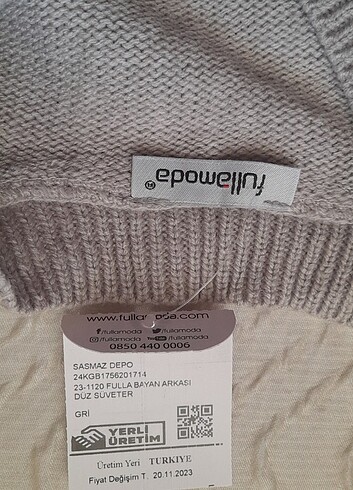 fullamoda
www.fullamoda.com
/fullamoda /fullamoda
/fullamoda /fullamoda
0850 440 0006
SASMAZ DEPO
24KGB1756201714
23-1120 FULLA BAYAN ARKASI
DÜZ SÜVETER
GRİ
YERLİ
ÜRETİM
Üretim Yeri TURKIYE
Fiyat Değişim T. 20.11.2023